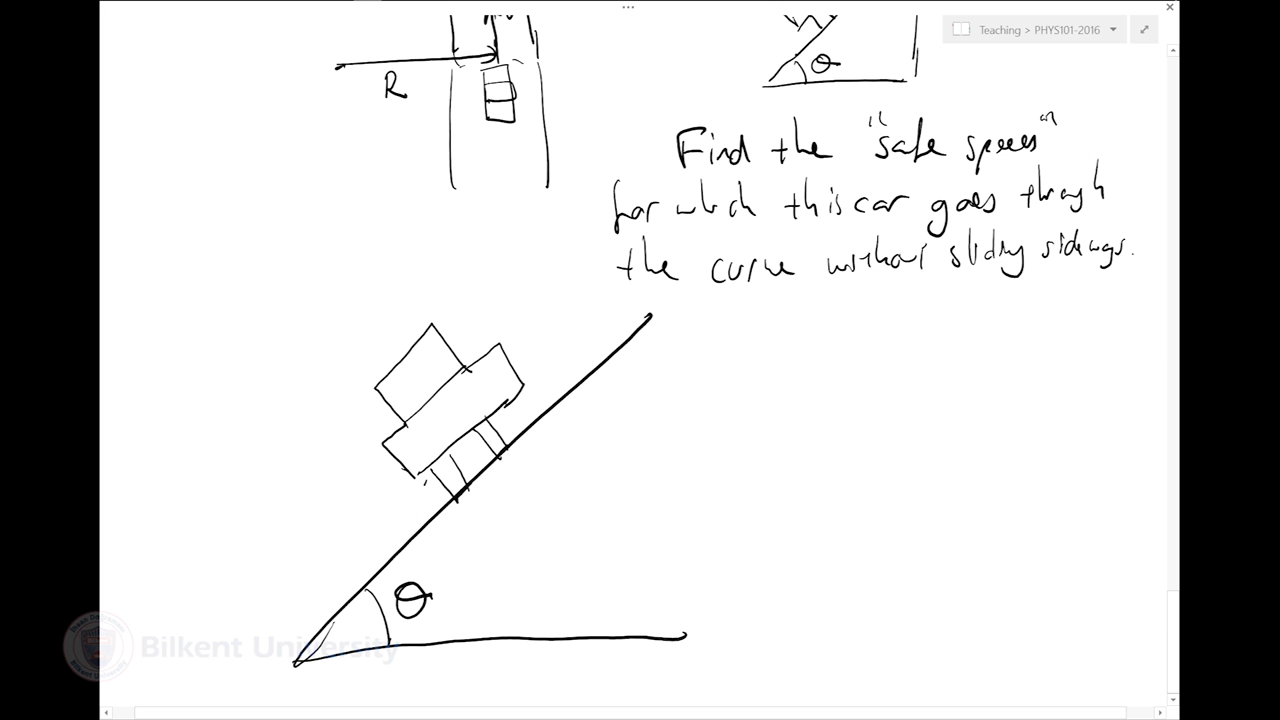 Teaching > PHYS101-2016
R
θ
Find the "safe speed"
for which this car goes through
the curve without sliding sideways.
θ
Bilkent University